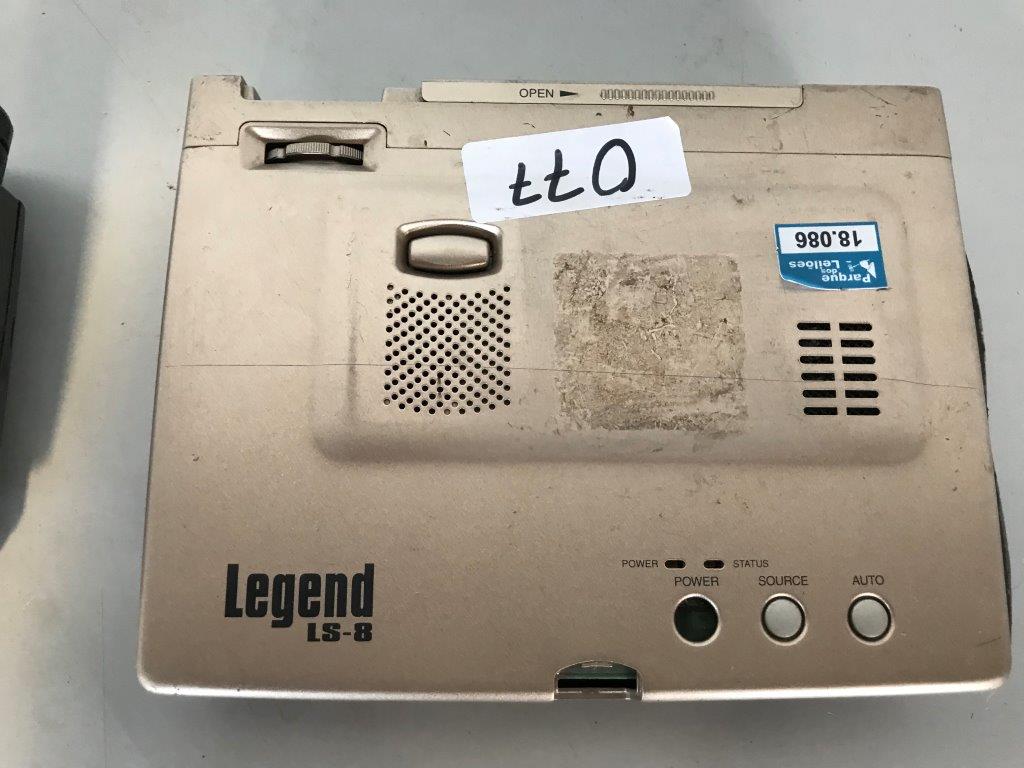 OPEN
077
Parque
dos
Leilões
18.086
POWER STATUS
POWER SOURCE AUTO
Legend
LS-8